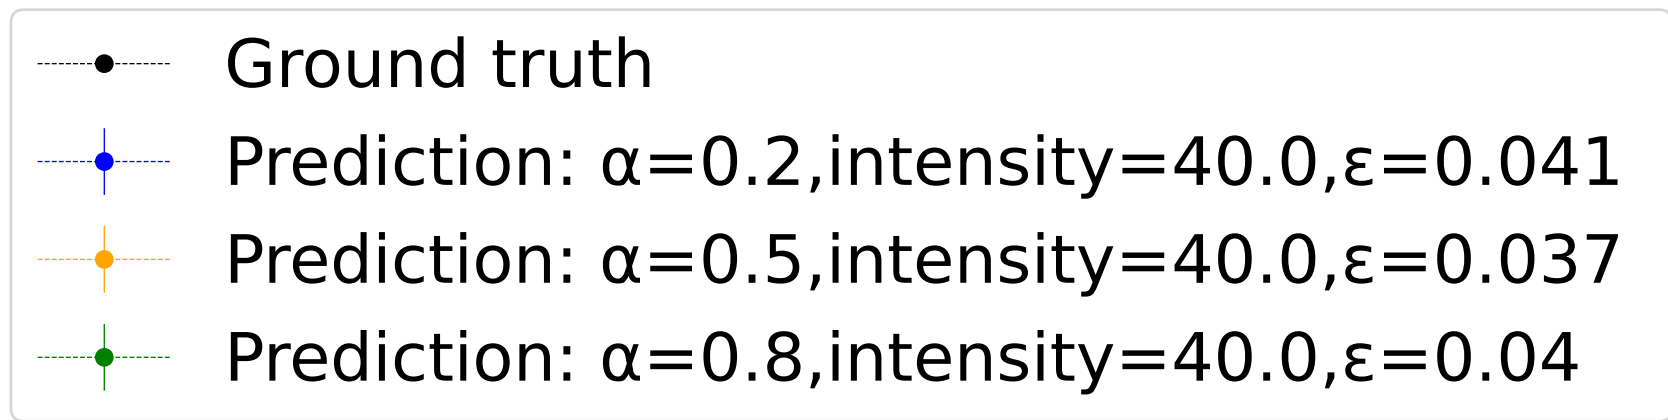 Ground truth
Prediction: α=0.2,intensity=40.0,ε=0.041
Prediction: α=0.5,intensity=40.0,ε=0.037
Prediction: α=0.8,intensity=40.0,ε=0.04